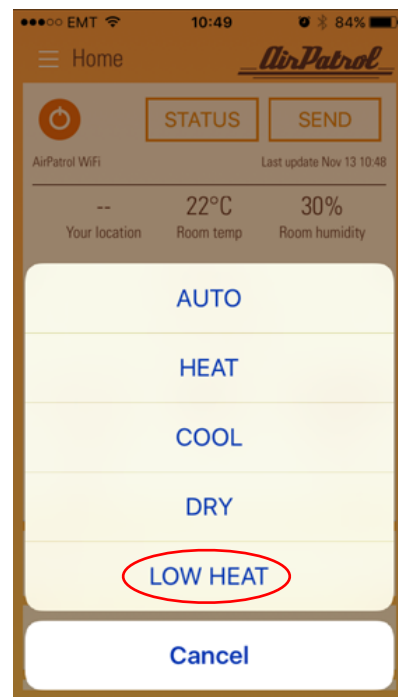 EMT 10:49 84%
Home AirPatrol
STATUS SEND
AirPatrol WiFi Last update Nov 13 10:48
-- 22°C 30%
Your location Room temp Room humidity
AUTO
HEAT
COOL
DRY
LOW HEAT
Cancel